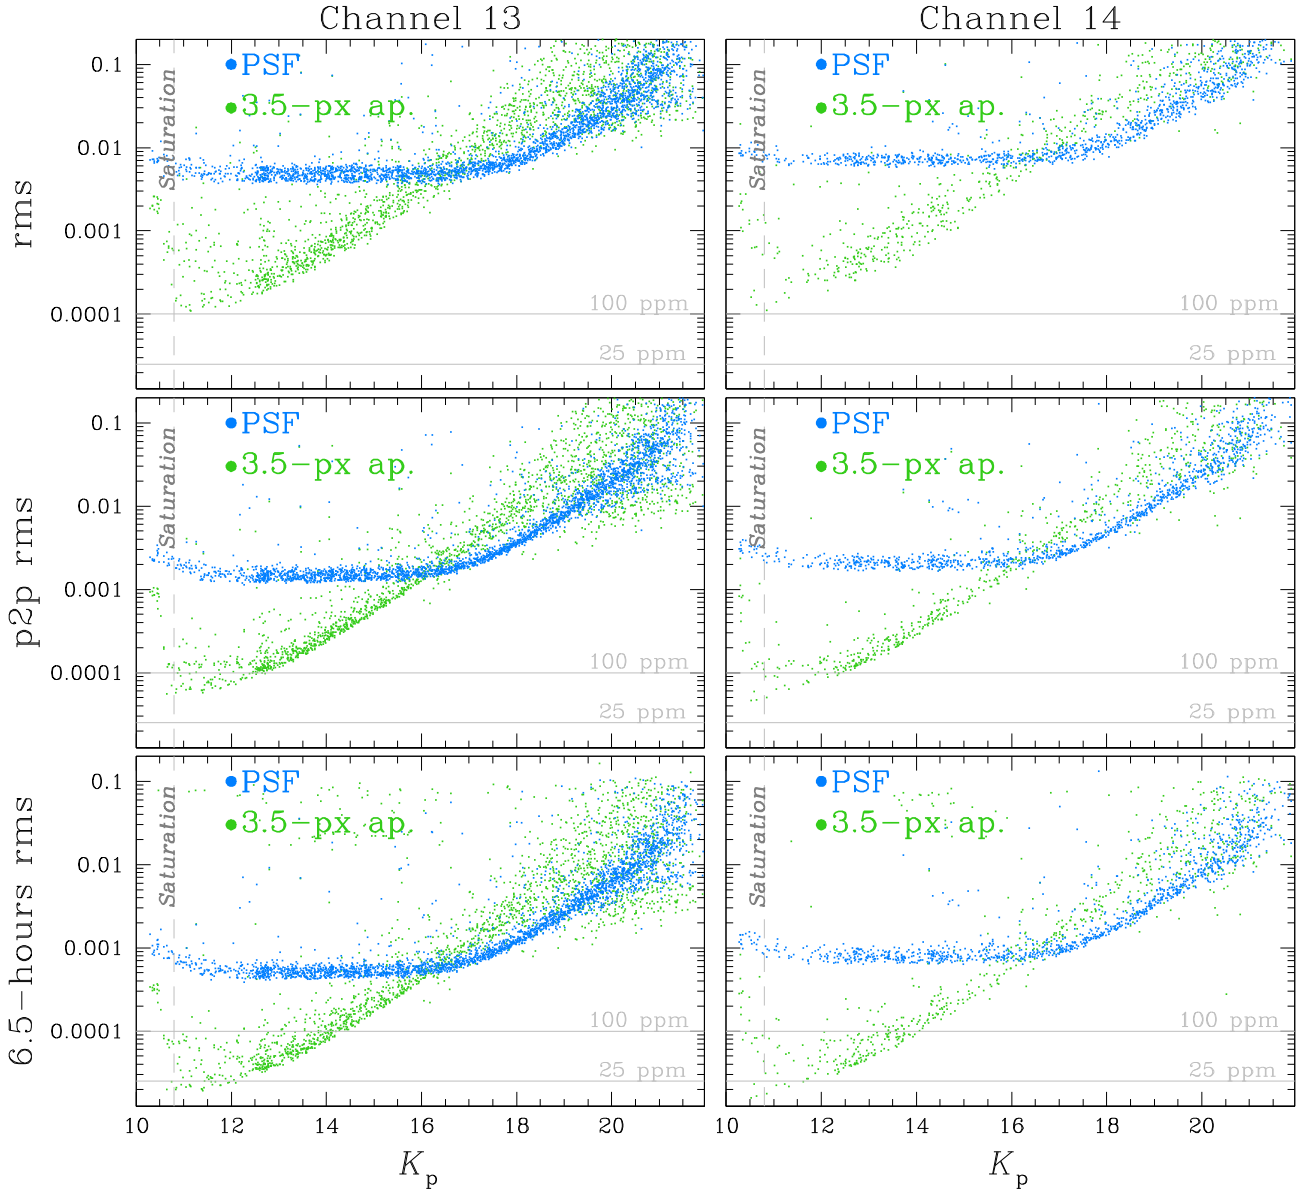 Channel 13 Channel 14
rms
0.1
0.01
0.001
0.0001
Saturation
PSF
3.5-px ap.
100 ppm
25 ppm
Saturation
PSF
3.5-px ap.
100 ppm
25 ppm
p2p rms
0.1
0.01
0.001
0.0001
Saturation
PSF
3.5-px ap.
100 ppm
25 ppm
Saturation
PSF
3.5-px ap.
100 ppm
25 ppm
6.5-hours rms
0.1
0.01
0.001
0.0001
Saturation
PSF
3.5-px ap.
100 ppm
25 ppm
Saturation
PSF
3.5-px ap.
100 ppm
25 ppm
10 12 14 16 18 20 10 12 14 16 18 20
Kp Kp